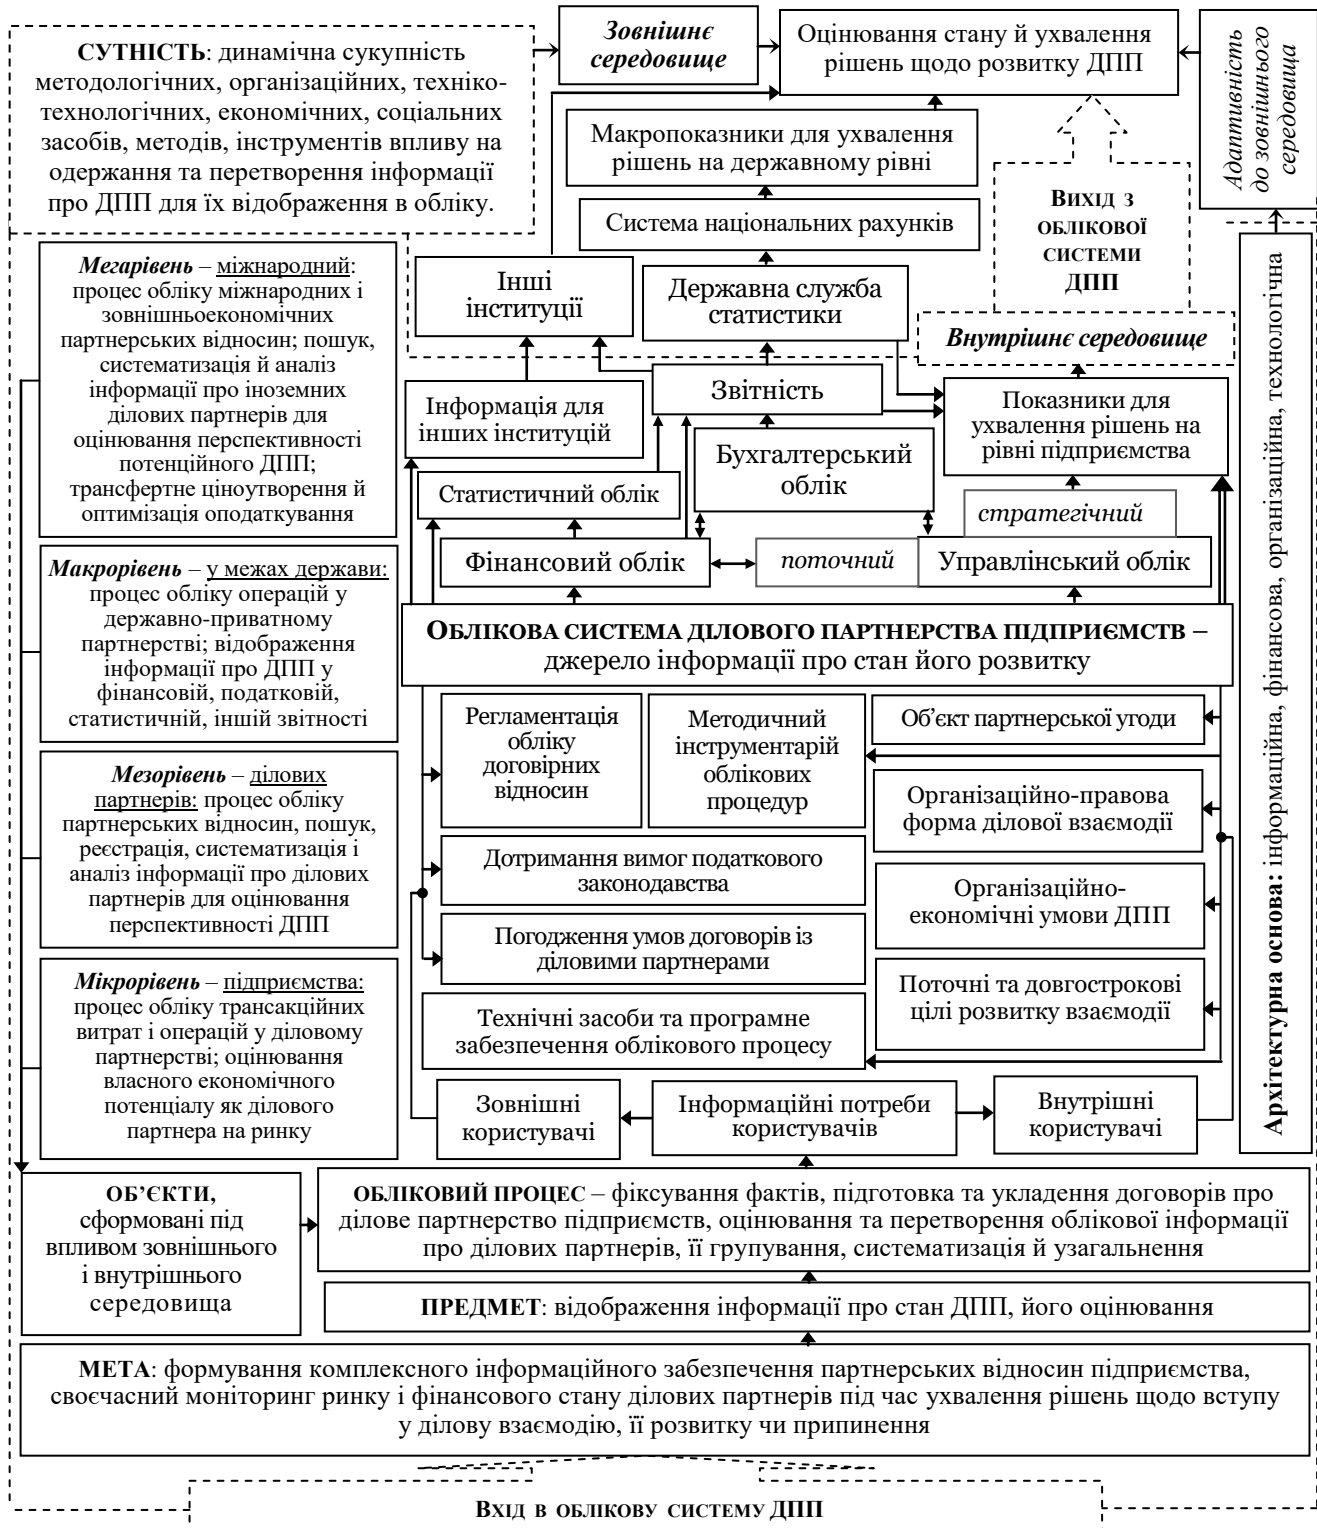 СУТНІСТЬ: динамічна сукупність
методологічних, організаційних, техніко-
технологічних, економічних, соціальних
засобів, методів, інструментів впливу на
одержання та перетворення інформації
про ДПП для їх відображення в обліку.
Зовнішнє
середовище
Оцінювання стану й ухвалення
рішень щодо розвитку ДПП
Адативність
до зовнішнього
середовища
Макропоказники для ухвалення
рішень на державному рівні
Система національних рахунків
Вихід з
облікової
системи
ДПП
Інші
інституції
Державна служба
статистики
Внутрішнє середовище
Мегарівень – міжнародний:
процес обліку міжнародних і
зовнішньоекономічних
партнерських відносин; пошук,
систематизація й аналіз
інформації про іноземних
ділових партнерів для
оцінювання перспективності
потенційного ДПП;
трансфертне ціноутворення й
оптимізація оподаткування
Інформація для
інших інституцій
Звітність
Показники для
ухвалення рішень на
рівні підприємства
Статистичний облік
Бухгалтерський
облік
стратегічний
Фінансовий облік
поточний
Управлінський облік
Архітектурна основа: інформаційна, фінансова, організаційна, технологічна
Макрорівень – у межах держави:
процес обліку операцій у
державно-приватному
партнерстві; відображення
інформації про ДПП у
фінансовій, податковій,
статистичній, іншій звітності
ОБЛІКОВА СИСТЕМА ДІЛОВОГО ПАРТНЕРСТВА ПІДПРИЄМСТВ –
джерело інформації про стан його розвитку
Регламентація
обліку
договірних
відносин
Методичний
інструментарій
облікових
процедур
Об’єкт партнерської угоди
Організаційно-правова
форма ділової взаємодії
Мезорівень – ділових
партнерів: процес обліку
партнерських відносин, пошук,
реєстрація, систематизація і
аналіз інформації про ділових
партнерів для оцінювання
перспективності ДПП
Дотримання вимог податкового
законодавства
Організаційно-
економічні умови ДПП
Погодження умов договорів із
діловими партнерами
Поточні та довгострокові
цілі розвитку взаємодії
Мікрорівень – підприємства:
процес обліку трансакційних
витрат і операцій у діловому
партнерстві; оцінювання
власного економічного
потенціалу як ділового
партнера на ринку
Технічні засоби та програмне
забезпечення облікового процесу
Зовнішні
користувачі
Інформаційні потреби
користувачів
Внутрішні
користувачі
ОБ’ЄКТИ,
сформовані під
впливом зовнішнього
і внутрішнього
середовища
ОБЛІКОВИЙ ПРОЦЕС – фіксування фактів, підготовка та укладення договорів про
ділове партнерство підприємств, оцінювання та перетворення облікової інформації
про ділових партнерів, її групування, систематизація й узагальнення
ПРЕДМЕТ: відображення інформації про стан ДПП, його оцінювання
МЕТА: формування комплексного інформаційного забезпечення партнерських відносин підприємства,
своєчасний моніторинг ринку і фінансового стану ділових партнерів під час ухвалення рішень щодо вступу
у ділову взаємодію, її розвитку чи припинення
Вхід в облікову систему ДПП